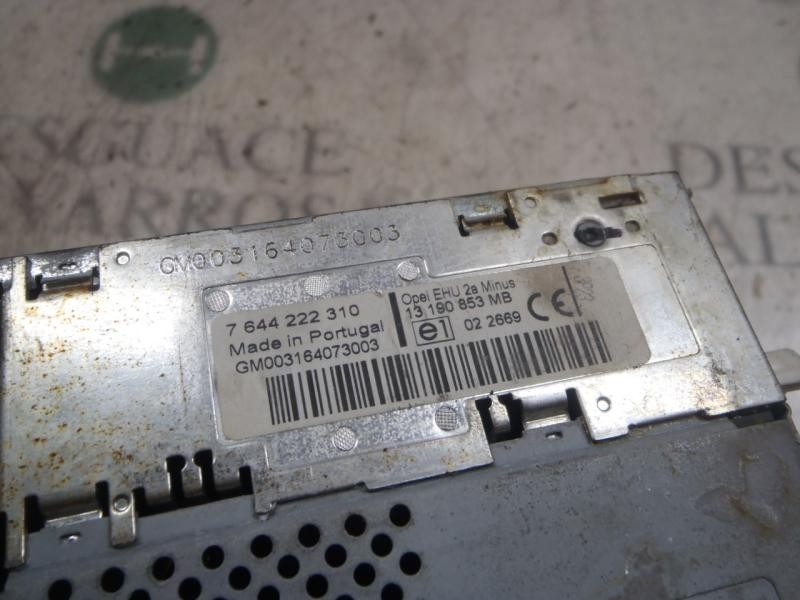 DESGUACE
GM003164073003
7 644 222 310
Made in Portugal
GM003164073003
Opel EHU 2a Minus
13 190 853 MB
e1 02 2669
CE